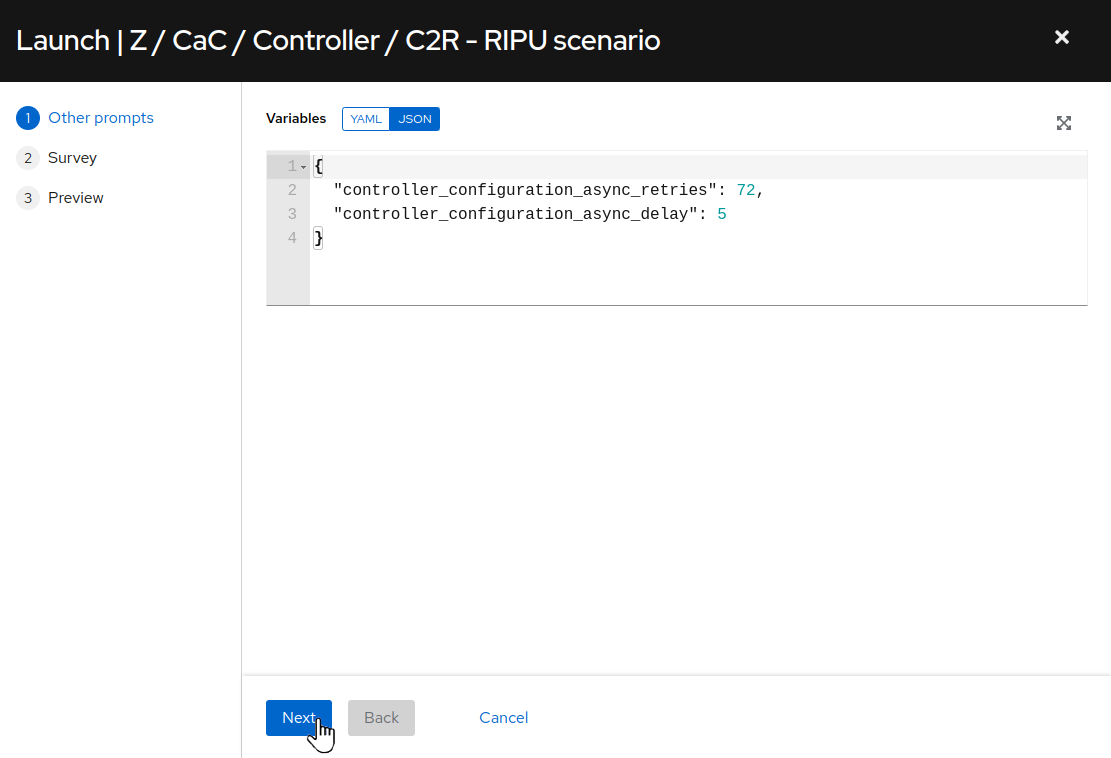 Launch | Z / CaC / Controller / C2R - RIPU scenario
1 Other prompts
2 Survey
3 Preview
Variables YAML JSON
1 {
2 "controller_configuration_async_retries": 72,
3 "controller_configuration_async_delay": 5
4 }
Next Back Cancel